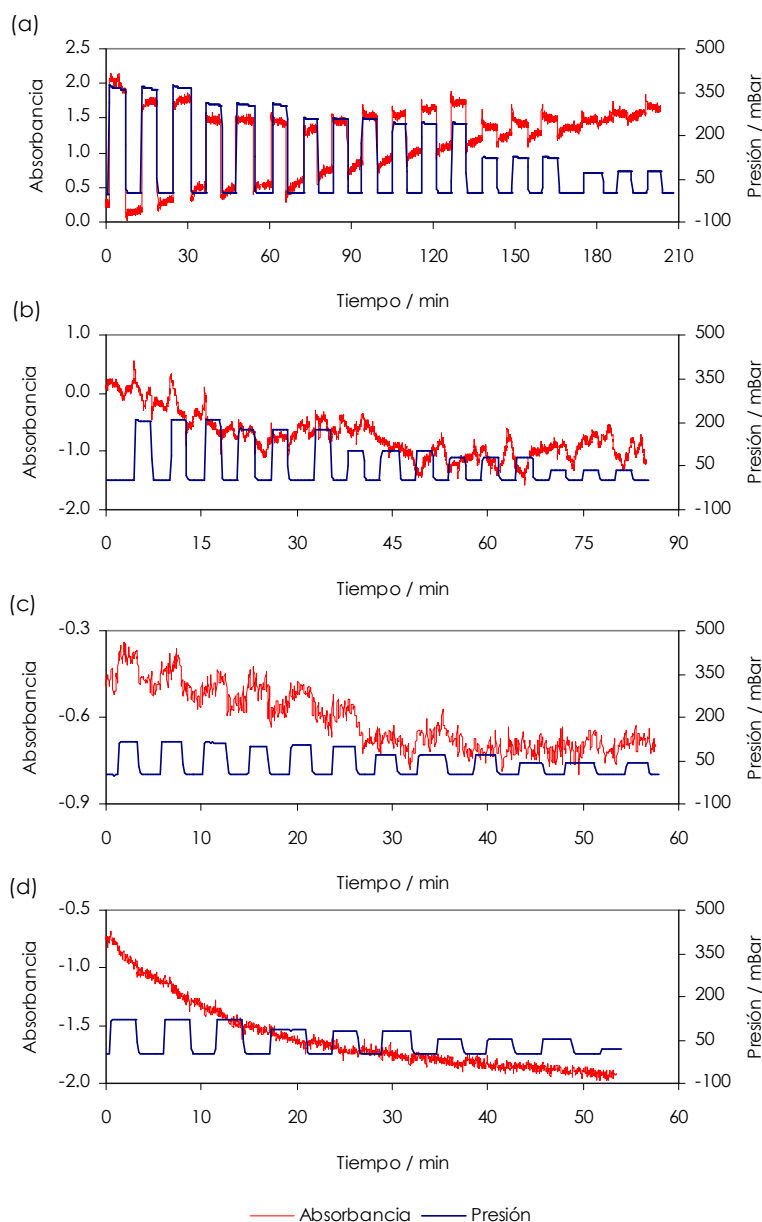 (a)
Absorbancia
2.5
2.0
1.5
1.0
0.5
0.0
500
350
200
50
-100
Presión / mBar
0 30 60 90 120 150 180 210
Tiempo / min
(b)
Absorbancia
1.0
0.0
-1.0
-2.0
500
350
200
50
-100
Presión / mBar
0 15 30 45 60 75 90
Tiempo / min
(c)
Absorbancia
-0.3
-0.6
-0.9
500
350
200
50
-100
Presión / mBar
0 10 20 30 40 50 60
Tiempo / min
(d)
Absorbancia
-0.5
-1.0
-1.5
-2.0
500
350
200
50
-100
Presión / mBar
0 10 20 30 40 50 60
Tiempo / min
Absorbancia Presión